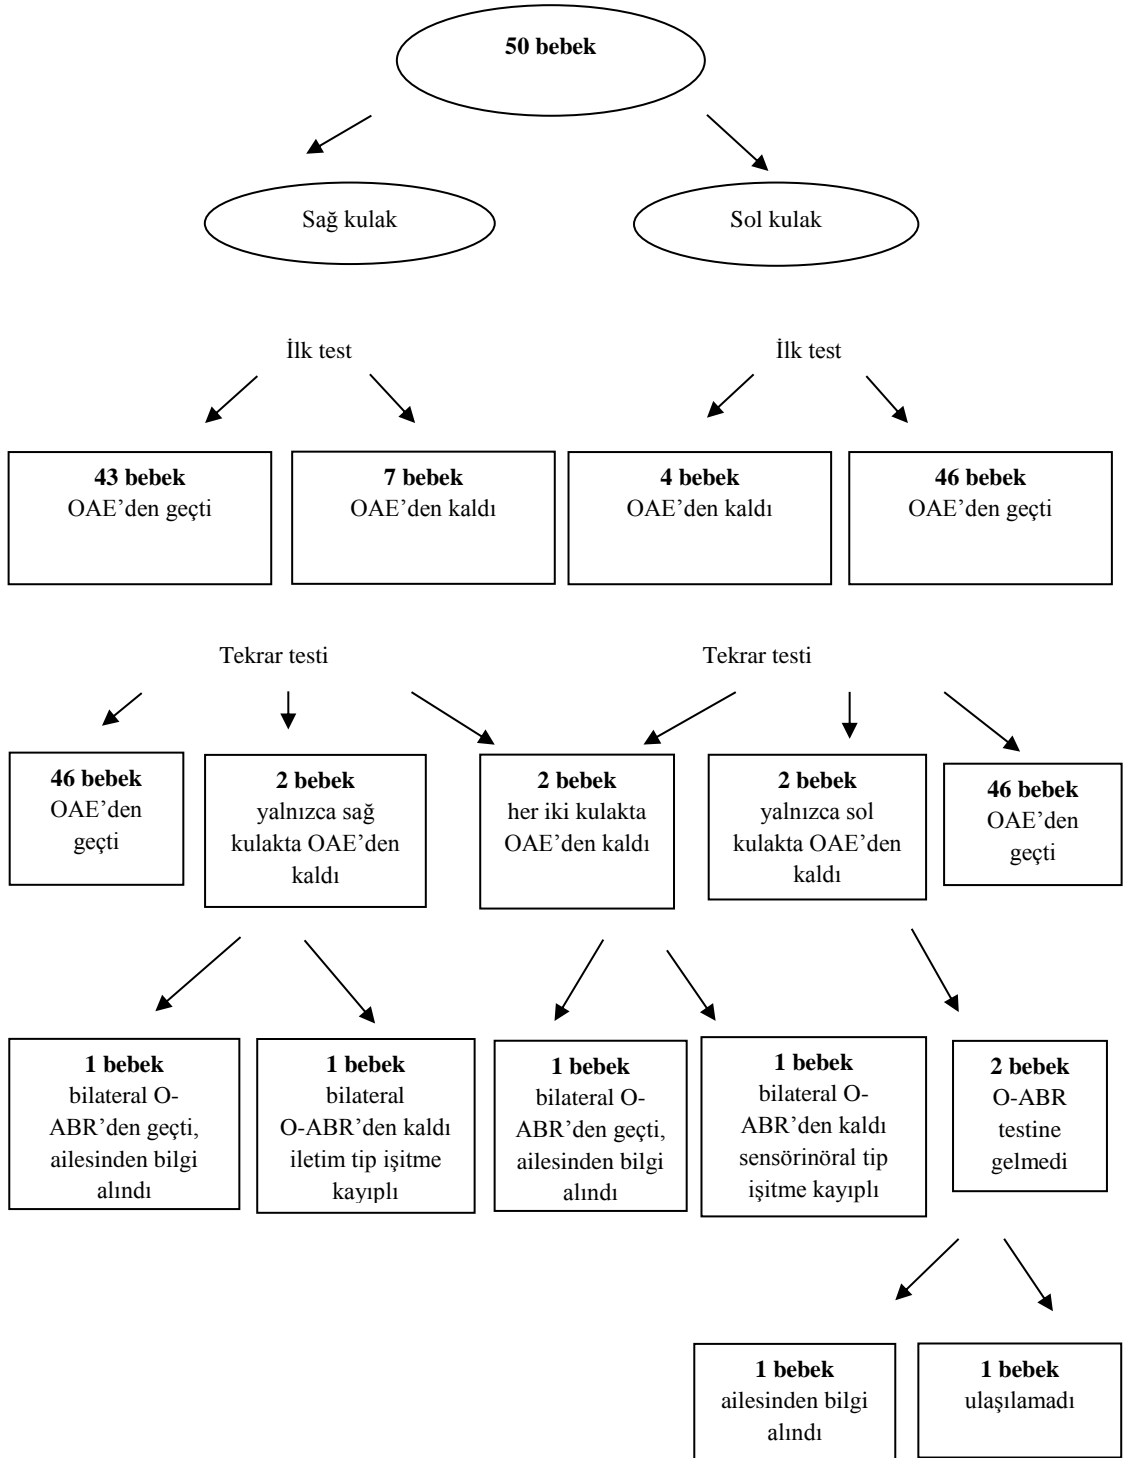 50 bebek
Sağ kulak
Sol kulak
İlk test
İlk test
43 bebek
OAE’den geçti
7 bebek
OAE’den kaldı
4 bebek
OAE’den kaldı
46 bebek
OAE’den geçti
Tekrar testi
Tekrar testi
46 bebek
OAE’den
geçti
2 bebek
yalnızca sağ
kulakta OAE’den
kaldı
2 bebek
her iki kulakta
OAE’den kaldı
2 bebek
yalnızca sol
kulakta OAE’den
kaldı
46 bebek
OAE’den
geçti
1 bebek
bilateral O-
ABR’den geçti,
ailesinden bilgi
alındı
1 bebek
bilateral
O-ABR’den kaldı
iletim tip işitme
kayıplı
1 bebek
bilateral O-
ABR’den geçti,
ailesinden bilgi
alındı
1 bebek
bilateral O-
ABR’den kaldı
sensörinöral tip
işitme kayıplı
2 bebek
O-ABR
testine
gelmedi
1 bebek
ailesinden bilgi
alındı
1 bebek
ulaşılamadı